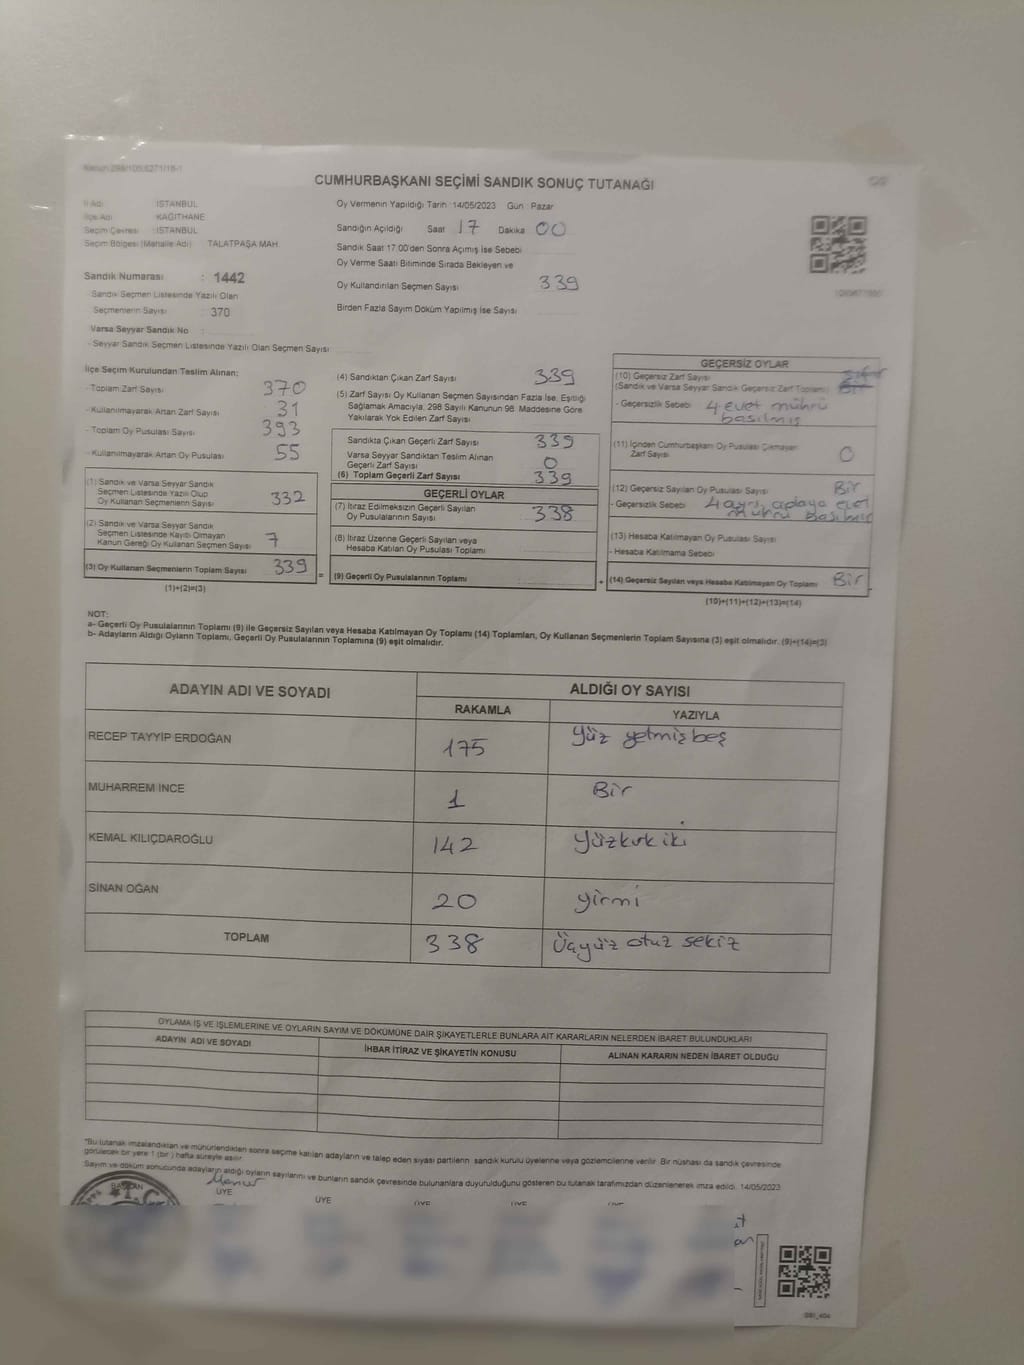 Kanun:298/105;6271/16-1
CUMHURBAŞKANI SEÇİMİ SANDIK SONUÇ TUTANAĞI
İl Adı : İSTANBUL
İlçe Adı : KAĞITHANE
Seçim Çevresi : İSTANBUL
Seçim Bölgesi (Mahalle Adı) : TALATPAŞA MAH.
Sandık Numarası : 1442
- Sandık Seçmen Listesinde Yazılı Olan
Seçmenlerin Sayısı : 370
Varsa Seyyar Sandık No :
- Seyyar Sandık Seçmen Listesinde Yazılı Olan Seçmen Sayısı
Oy Vermenin Yapıldığı Tarih :14/05/2023 Gün : Pazar
Sandığın Açıldığı Saat 17 Dakika 00
Sandık Saat 17:00'den Sonra Açımış İse Sebebi
Oy Verme Saati Bitiminde Sırada Bekleyen ve
Oy Kullandırılan Seçmen Sayısı 339
Birden Fazla Sayım Döküm Yapılmış İse Sayısı
İlçe Seçim Kurulundan Teslim Alınan:
- Toplam Zarf Sayısı 370
- Kullanılmayarak Artan Zarf Sayısı 31
- Toplam Oy Pusulası Sayısı 393
- Kullanılmayarak Artan Oy Pusulası 55
(1) Sandık ve Varsa Seyyar Sandık
Seçmen Listesinde Yazılı Olup
Oy Kullanan Seçmenlerin Sayısı 332
(2) Sandık ve Varsa Seyyar Sandık
Seçmen Listesinde Kayıtlı Olmayan
Kanun Gereği Oy Kullanan Seçmen Sayısı 7
(3) Oy Kullanan Seçmenlerin Toplam Sayısı 339
(1)+(2)=(3)
(4) Sandıktan Çıkan Zarf Sayısı 339
(5) Zarf Sayısı Oy Kullanan Seçmen Sayısından Fazla İse, Eşitliği
Sağlamak Amacıyla, 298 Sayılı Kanunun 98. Maddesine Göre
Yakılarak Yok Edilen Zarf Sayısı
Sandıkta Çıkan Geçerli Zarf Sayısı 339
Varsa Seyyar Sandıktan Teslim Alınan
Geçerli Zarf Sayısı 0
(6) Toplam Geçerli Zarf Sayısı 339
GEÇERLİ OYLAR
(7) İtiraz Edilmeksizin Geçerli Sayılan
Oy Pusulalarının Sayısı 338
(8) İtiraz Üzerine Geçerli Sayılan veya
Hesaba Katılan Oy Pusulası Toplamı
= (9) Geçerli Oy Pusulalarının Toplamı
GEÇERSİZ OYLAR
(10) Geçersiz Zarf Sayısı Sıfır
(Sandık ve Varsa Seyyar Sandık Geçersiz Zarf Toplamı) Bir
- Geçersizlik Sebebi 4 evet mührü
basılmış
(11) İçinden Cumhurbaşkanı Oy Pusulası Çıkmayan
Zarf Sayısı 0
(12) Geçersiz Sayılan Oy Pusulası Sayısı Bir
- Geçersizlik Sebebi 4 ayrı adaya evet
mührü basılmış
(13) Hesaba Katılmayan Oy Pusulası Sayısı
- Hesaba Katılmama Sebebi
+ (14) Geçersiz Sayılan veya Hesaba Katılmayan Oy Toplamı Bir
(10)+(11)+(12)+(13)=(14)
NOT:
a- Geçerli Oy Pusulalarının Toplamı (9) ile Geçersiz Sayılan veya Hesaba Katılmayan Oy Toplamı (14) Toplamları, Oy Kullanan Seçmenlerin Toplam Sayısına (3) eşit olmalıdır. (9)+(14)=(3)
b- Adayların Aldığı Oyların Toplamı, Geçerli Oy Pusulalarının Toplamına (9) eşit olmalıdır.
ADAYIN ADI VE SOYADI ALDIĞI OY SAYISI
RAKAMLA YAZIYLA
RECEP TAYYİP ERDOĞAN 175 Yüz yetmiş beş
MUHARREM İNCE 1 Bir
KEMAL KILIÇDAROĞLU 142 Yüzkırk iki
SİNAN OĞAN 20 yirmi
TOPLAM 338 Üçyüz otuz sekiz
OYLAMA İŞ VE İŞLEMLERİNE VE OYLARIN SAYIM VE DÖKÜMÜNE DAİR ŞİKAYETLERLE BUNLARA AİT KARARLARIN NELERDEN İBARET BULUNDUKLARI
ADAYIN ADI VE SOYADI İHBAR İTİRAZ VE ŞİKAYETİN KONUSU ALINAN KARARIN NEDEN İBARET OLDUĞU
*Bu tutanak imzalandıktan ve mühürlendikten sonra seçime katılan adayların ve talep eden siyasi partilerin sandık kurulu üyelerine veya gözlemcilerine verilir. Bir nüshası da sandık çevresinde
görülecek bir yere 1 (bir) hafta süreyle asılır.
Sayım ve döküm sonucunda adayların aldığı oyların sayılarını ve bunların sandık çevresinde bulunanlara duyurulduğunu gösteren bu tutanak tarafımızdan düzenlenerek imza edildi. 14/05/2023
BAŞKAN ÜYE ÜYE ÜYE ÜYE ÜYE